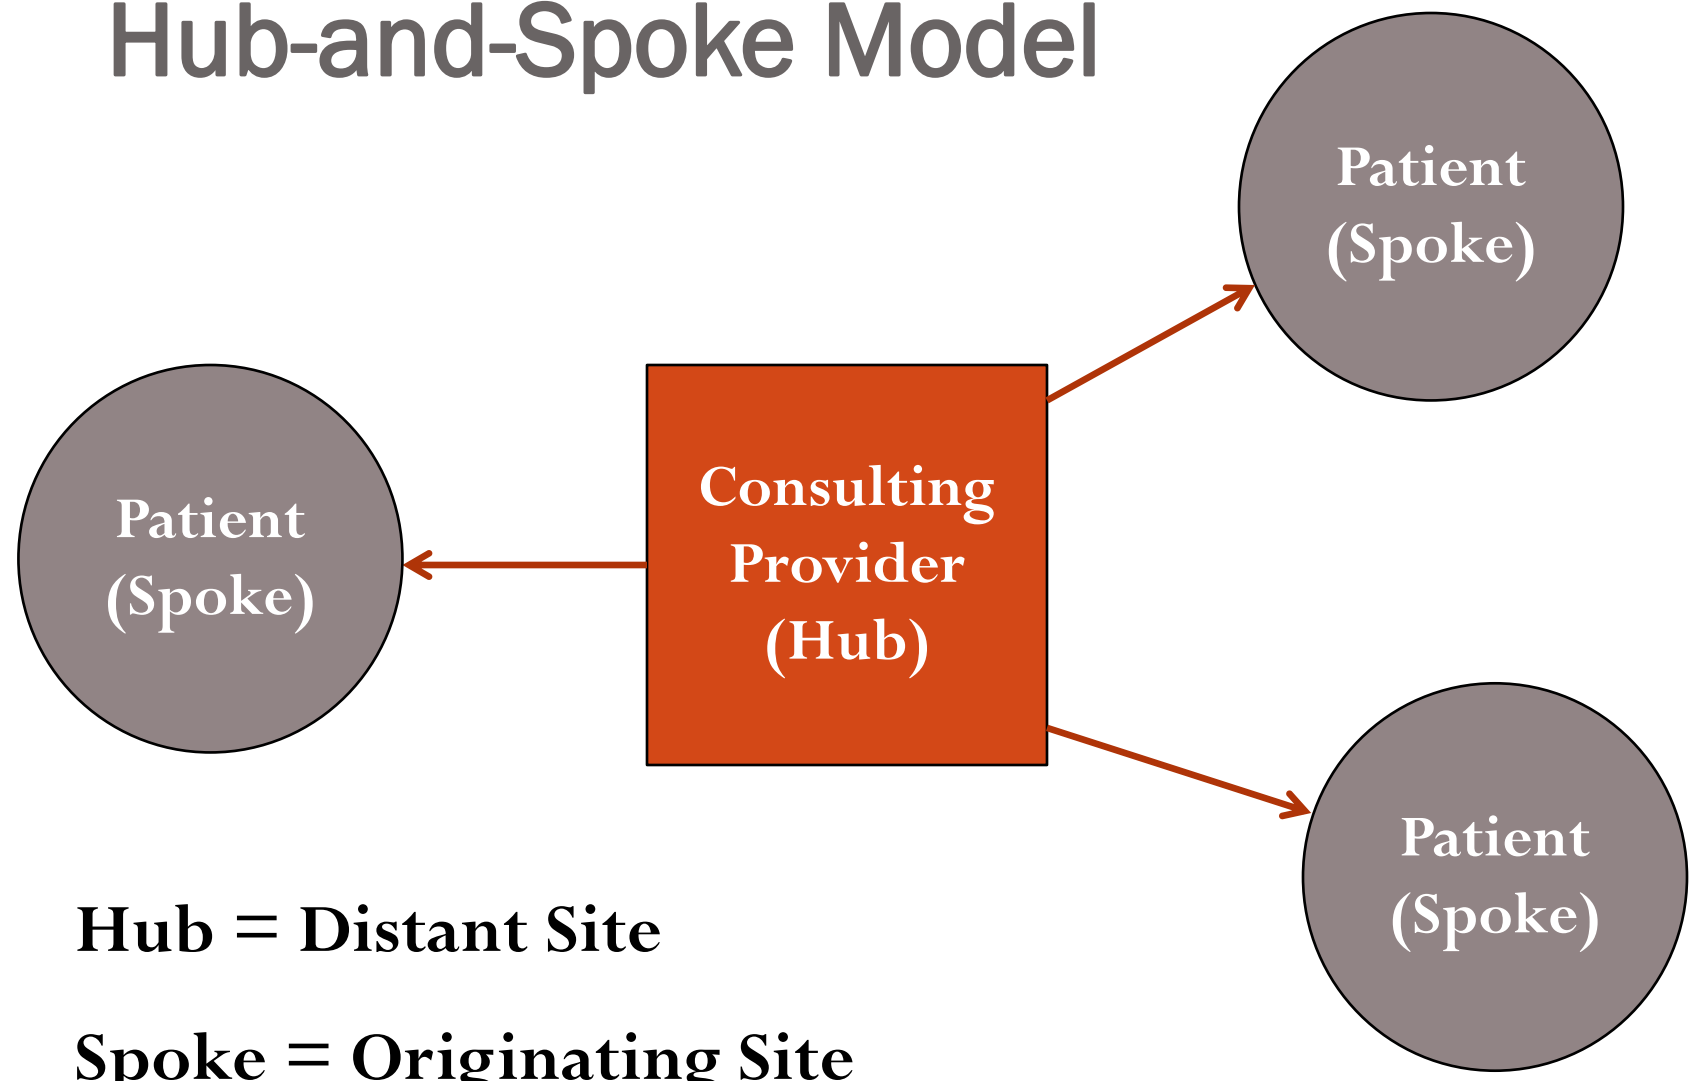 Hub-and-Spoke Model
Patient
(Spoke)
Patient
(Spoke)
Consulting
Provider
(Hub)
Patient
(Spoke)
Hub = Distant Site
Spoke = Originating Site